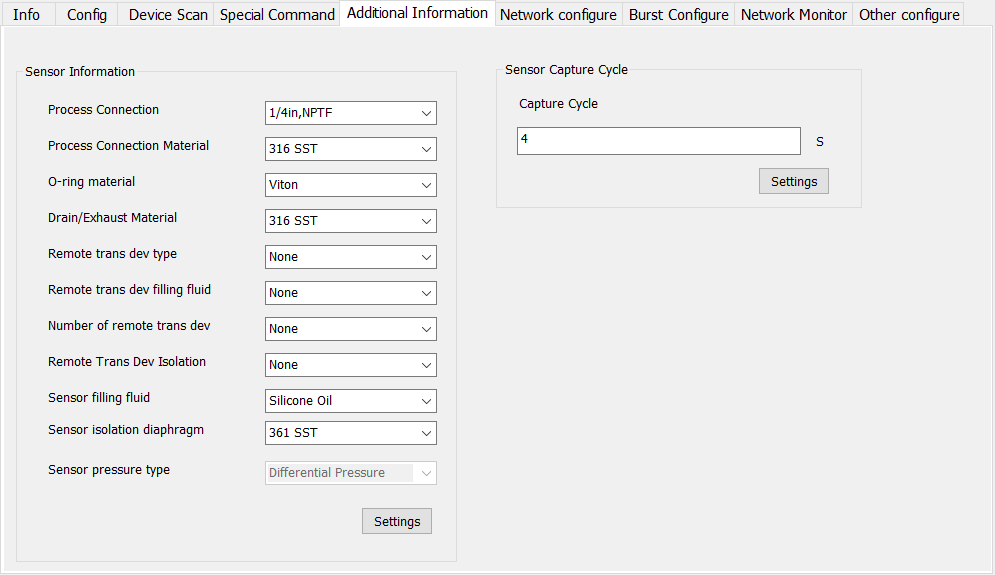 Info Config Device Scan Special Command Additional Information Network configure Burst Configure Network Monitor Other configure
Sensor Information
Process Connection 1/4in,NPTF
Process Connection Material 316 SST
O-ring material Viton
Drain/Exhaust Material 316 SST
Remote trans dev type None
Remote trans dev filling fluid None
Number of remote trans dev None
Remote Trans Dev Isolation None
Sensor filling fluid Silicone Oil
Sensor isolation diaphragm 361 SST
Sensor pressure type Differential Pressure
Settings
Sensor Capture Cycle
Capture Cycle
4 S
Settings